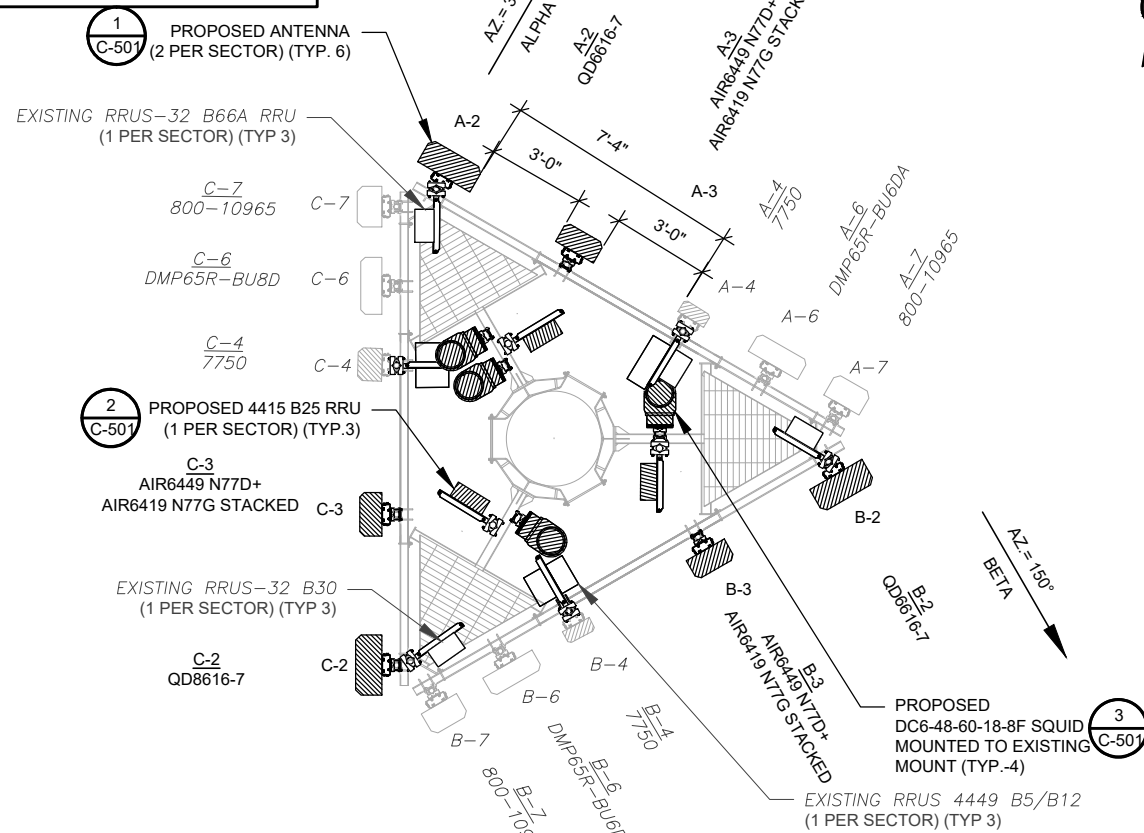 1
C-501
PROPOSED ANTENNA
(2 PER SECTOR) (TYP. 6)
EXISTING RRUS-32 B66A RRU
(1 PER SECTOR) (TYP 3)
C-7
800-10965
C-7
C-6
DMP65R-BU8D
C-6
C-4
7750
C-4
2
C-501
PROPOSED 4415 B25 RRU
(1 PER SECTOR) (TYP.3)
C-3
AIR6449 N77D+
AIR6419 N77G STACKED
C-3
EXISTING RRUS-32 B30
(1 PER SECTOR) (TYP 3)
C-2
QD8616-7
C-2
ALPHA
A-2
QD6616-7
A-3
AIR6449 N77D+
AIR6419 N77G STACKED
A-2
7'-4"
3'-0"
A-3
3'-0"
A-4
7750
A-6
DMP65R-BU6DA
A-7
800-10965
A-4
A-6
A-7
B-2
B-3
B-4
B-6
B-7
AZ.= 150°
BETA
B-2
QD6616-7
B-3
AIR6449 N77D+
AIR6419 N77G STACKED
B-4
7750
B-6
B-7
PROPOSED
DC6-48-60-18-8F SQUID
MOUNTED TO EXISTING
MOUNT (TYP.-4)
3
C-501
EXISTING RRUS 4449 B5/B12
(1 PER SECTOR) (TYP 3)